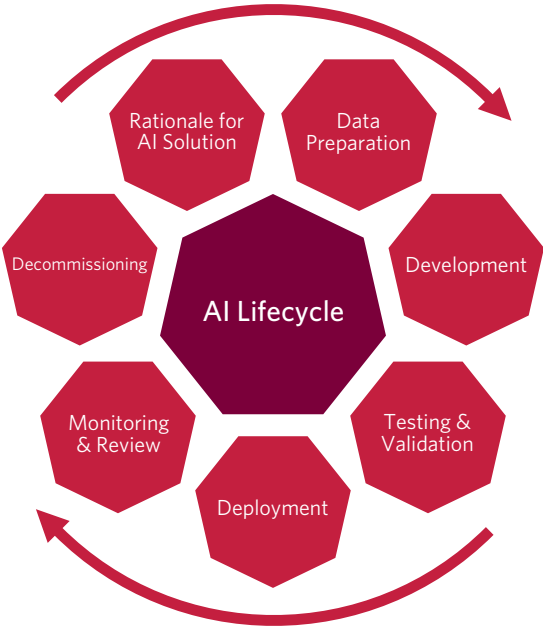 Rationale for
AI Solution
Data
Preparation
Development
Testing &
Validation
Deployment
Monitoring
& Review
Decommissioning
AI Lifecycle